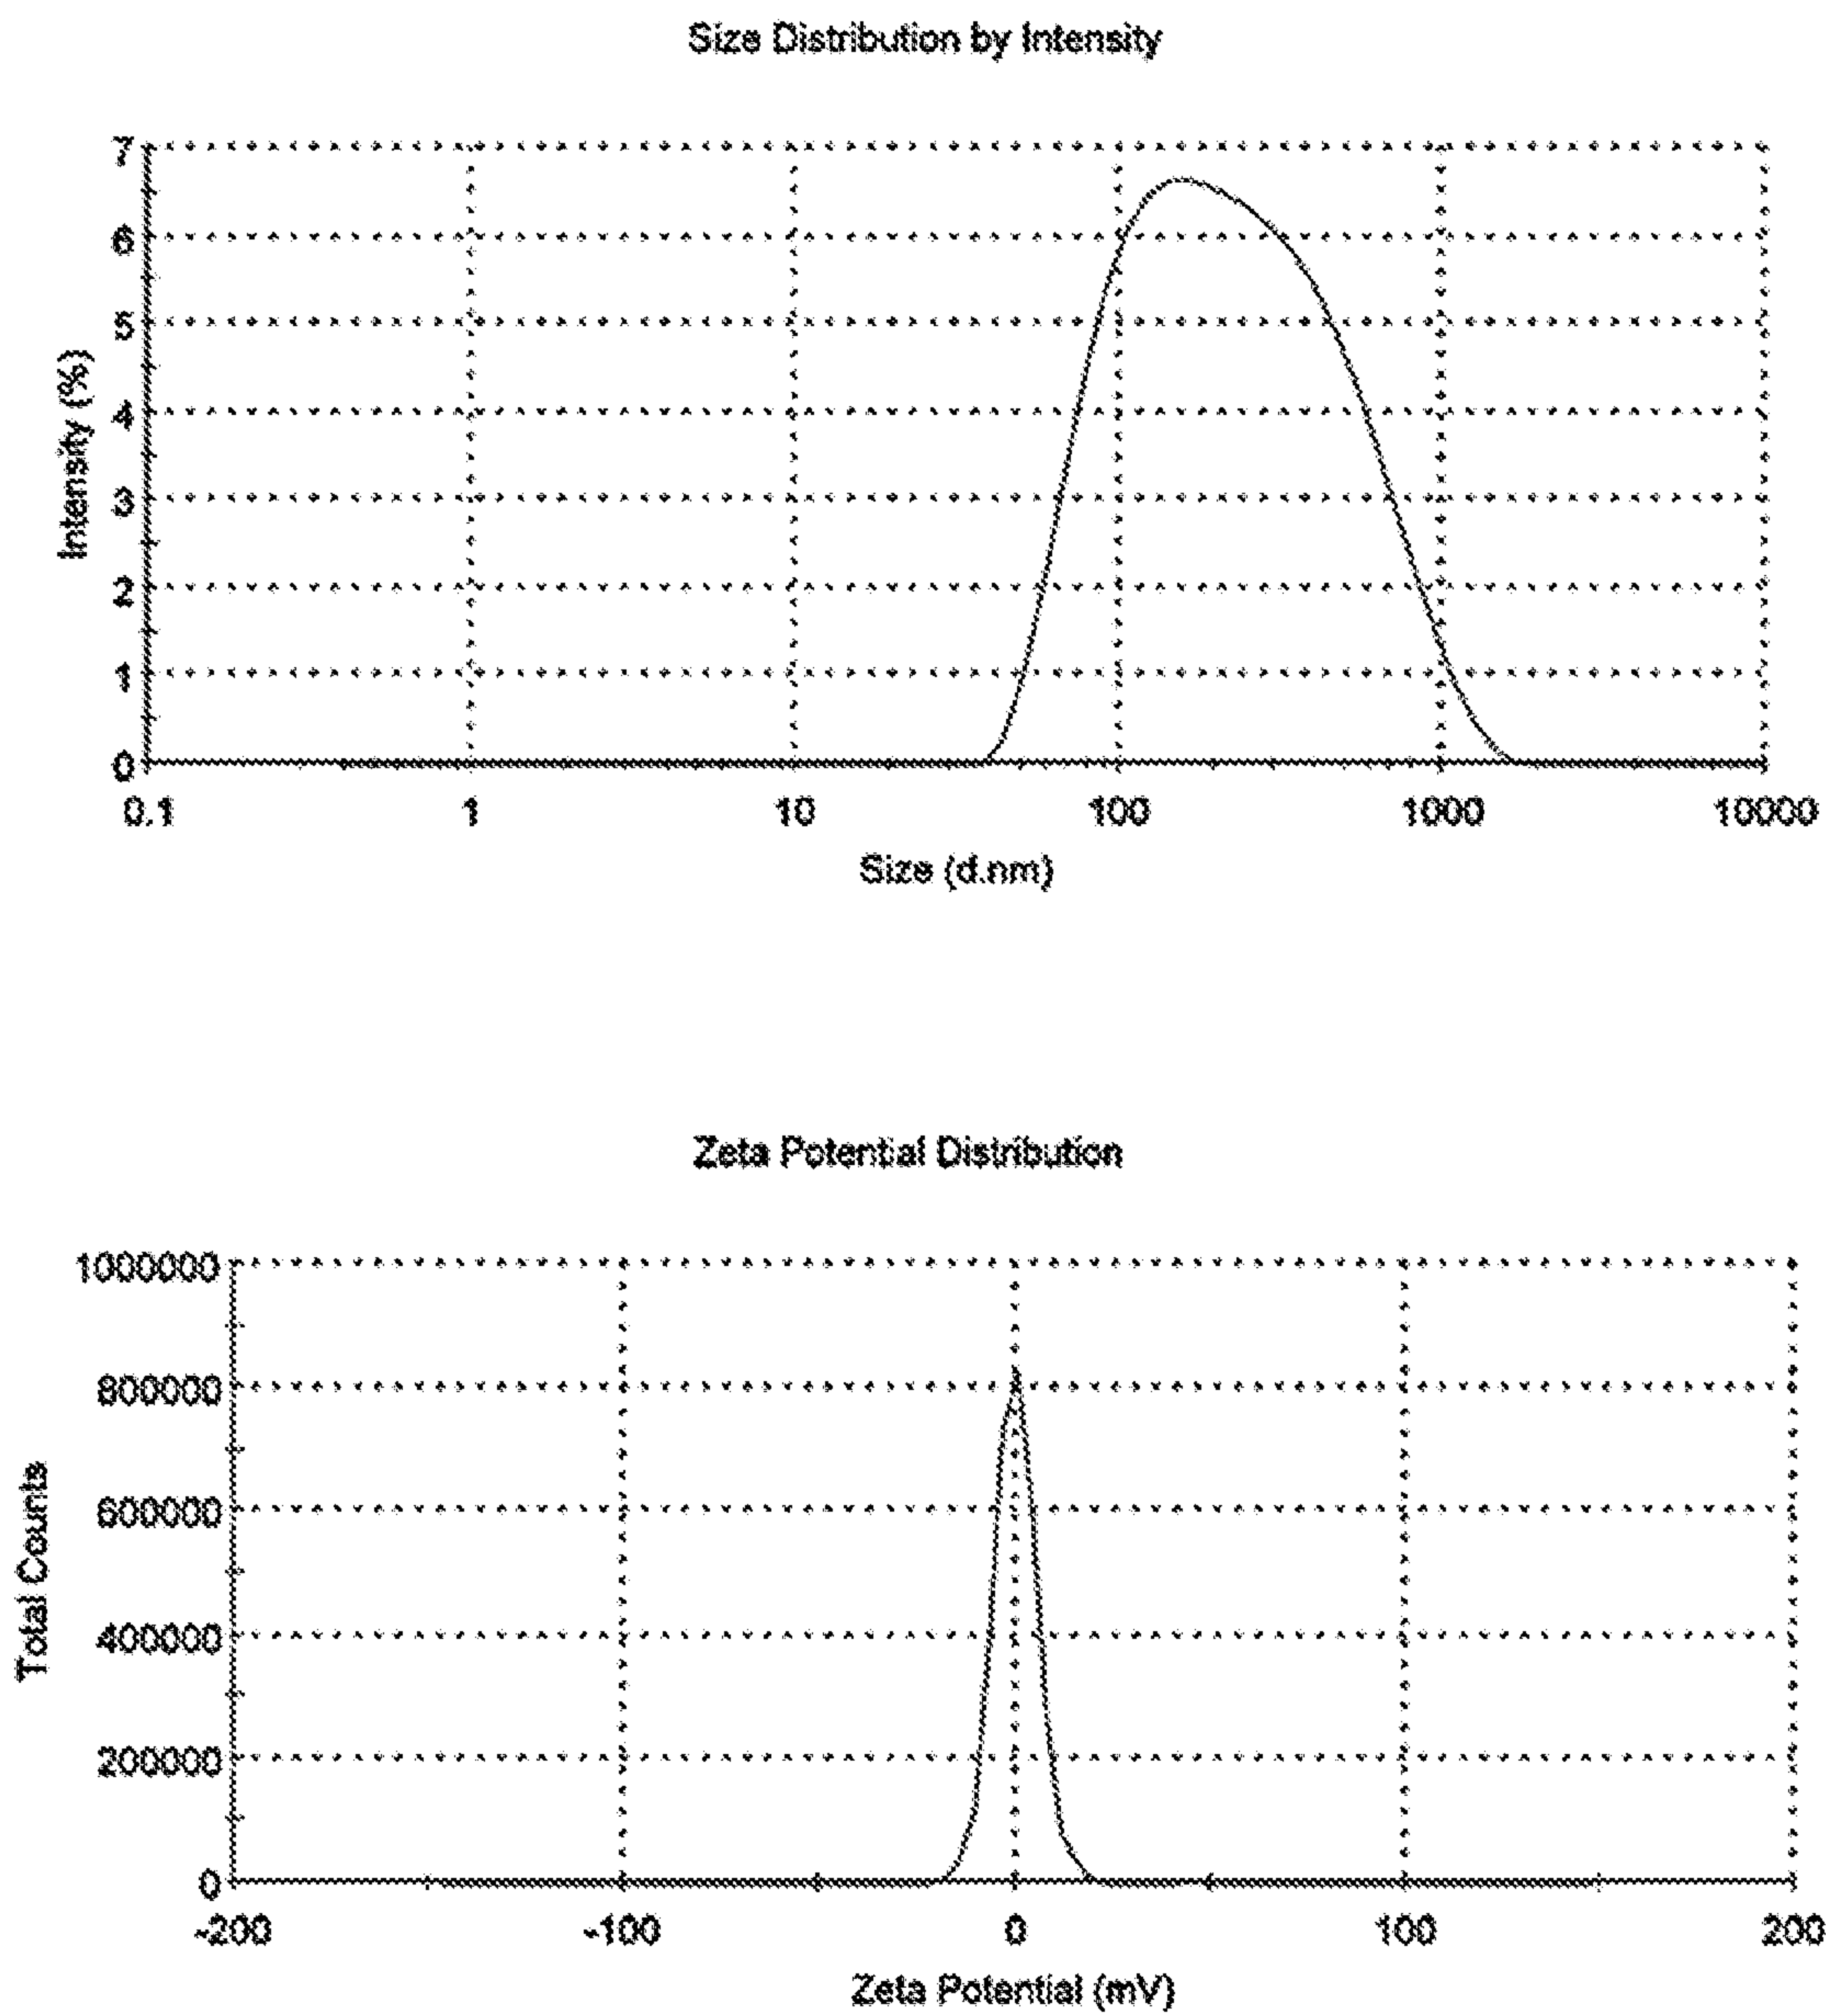 Size Distribution by Intensity
7
6
5
4
3
2
1
0
Intensity (%)
0.1 1 10 100 1000 10000
Size (d.nm)
Zeta Potential Distribution
1000000
800000
600000
400000
200000
0
Total Counts
-200 -100 0 100 200
Zeta Potential (mV)